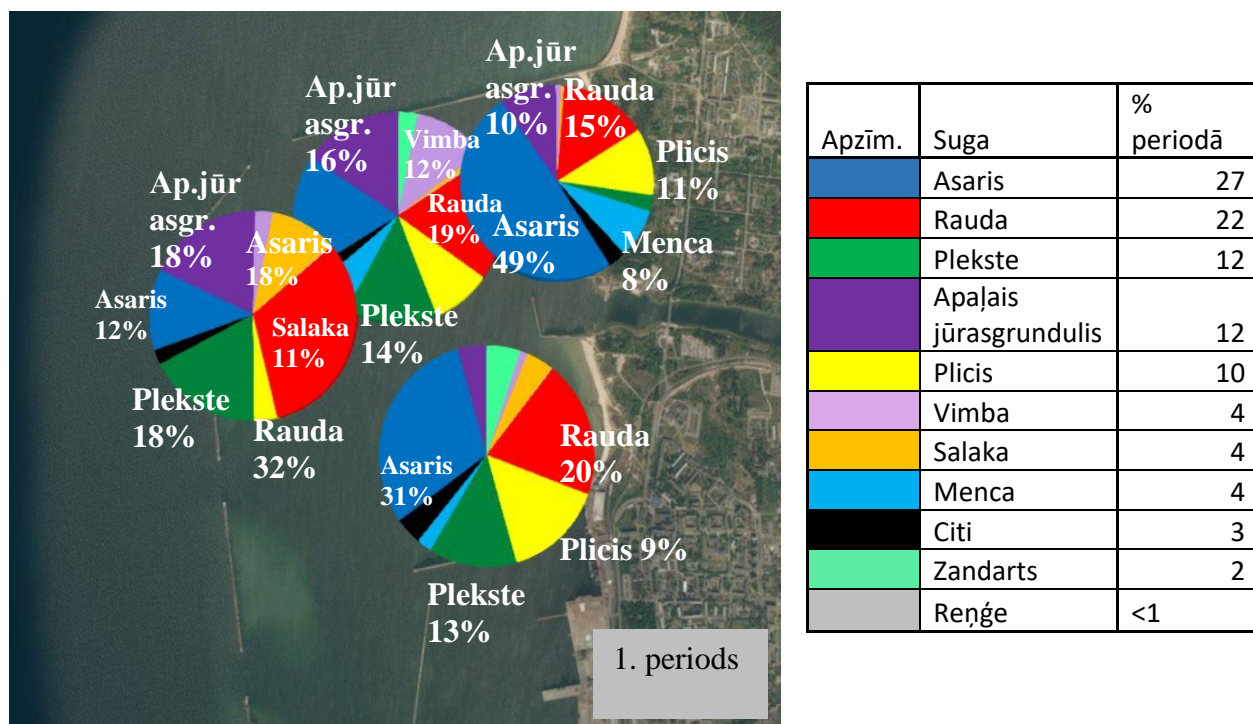 Ap.jūr
asgr.
10%
Rauda
15%
Plicis
11%
Menca
8%
Asaris
49%
Ap.jūr
asgr.
16%
Vimba
12%
Rauda
19%
Plekste
14%
Ap.jūr
asgr.
18%
Asaris
18%
Asaris
12%
Salaka
11%
Plekste
18%
Rauda
32%
Asaris
31%
Rauda
20%
Plicis 9%
Plekste
13%
1. periods
Apzīm. Suga % periodā
Asaris 27
Rauda 22
Plekste 12
Apaļais
jūrasgrundulis 12
Plicis 10
Vimba 4
Salaka 4
Menca 4
Citi 3
Zandarts 2
Reņģe <1